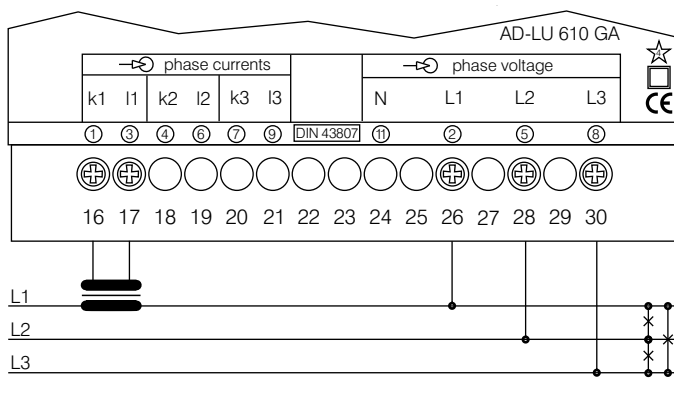 AD-LU 610 GA
phase currents phase voltage
k1 l1 k2 l2 k3 l3 N L1 L2 L3
4
CE
1 3 4 6 7 9 DIN 43807 11 2 5 8
16 17 18 19 20 21 22 23 24 25 26 27 28 29 30
L1
L2
L3